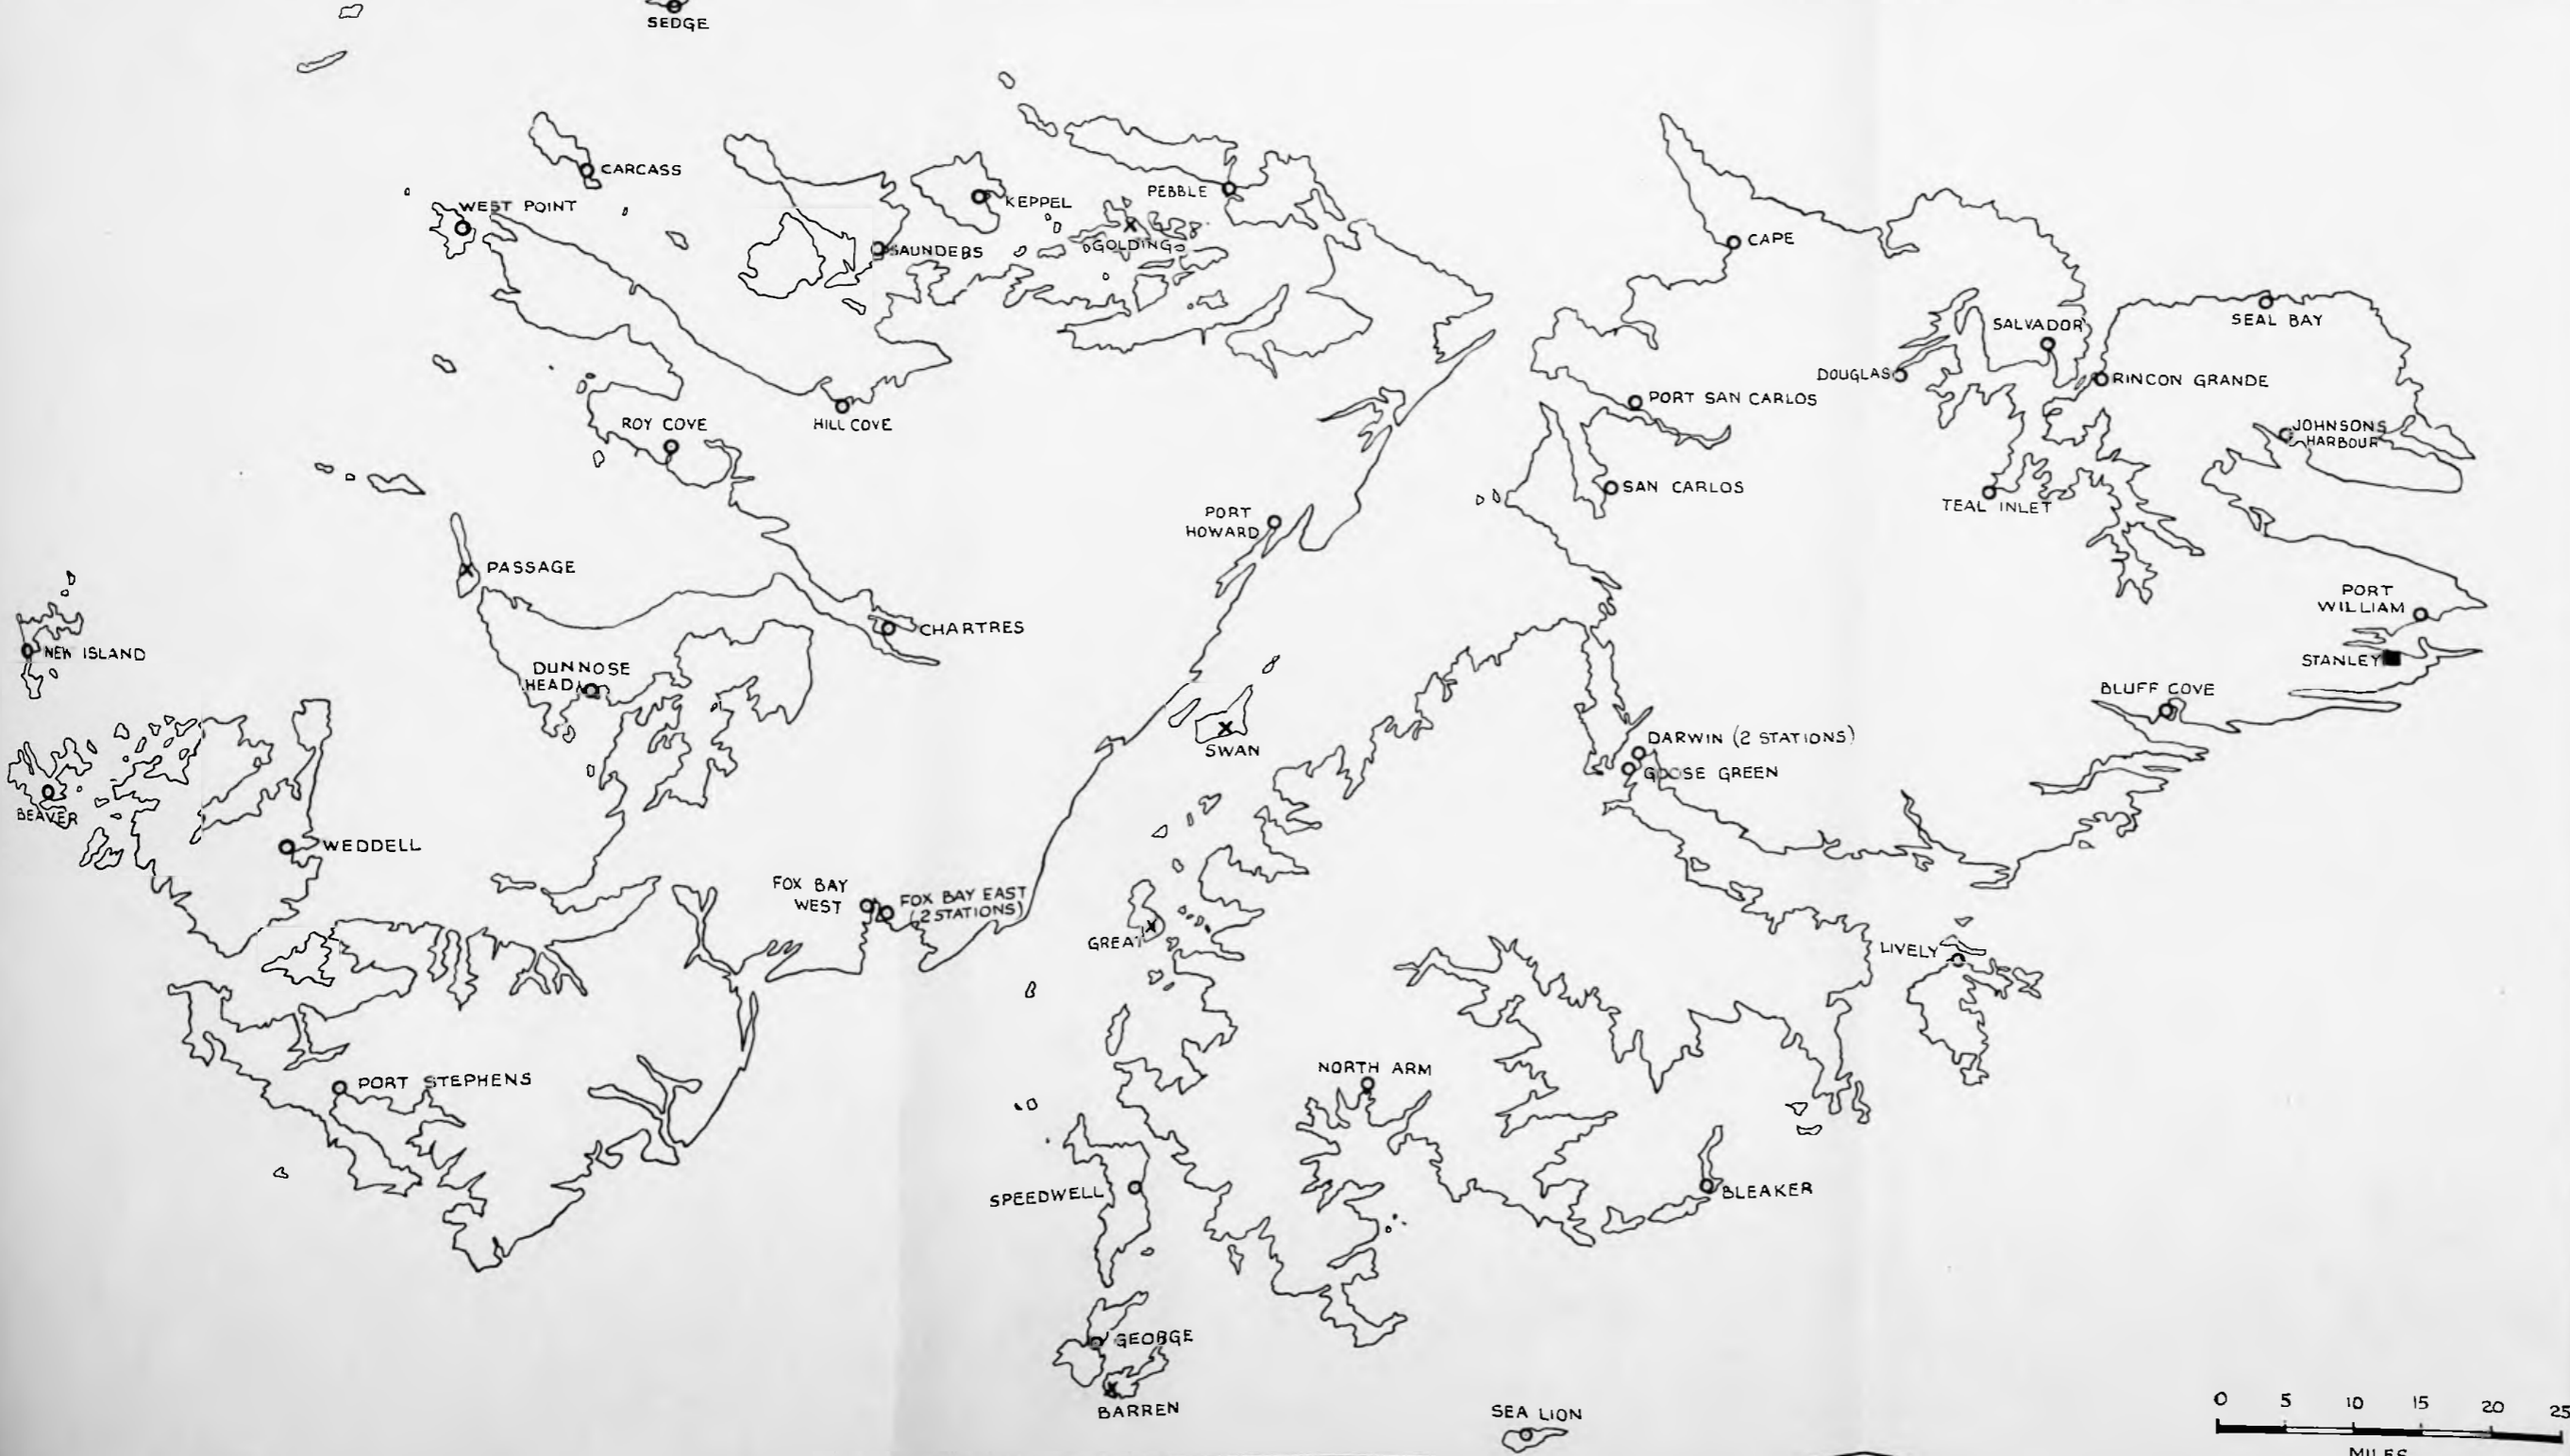 SEDGE
CARCASS
WEST POINT
KEPPEL
PEBBLE
GOLDING
SAUNDERS
CAPE
SALVADOR
SEAL BAY
DOUGLAS
RINCON GRANDE
PORT SAN CARLOS
ROY COVE
HILL COVE
JOHNSONS
HARBOUR
SAN CARLOS
TEAL INLET
PORT
HOWARD
PASSAGE
PORT
WILLIAM
CHARTRES
NEW ISLAND
DUNNOSE
HEAD
STANLEY
BLUFF COVE
SWAN
DARWIN (2 STATIONS)
GOOSE GREEN
BEAVER
WEDDELL
FOX BAY
WEST
FOX BAY EAST
(2 STATIONS)
GREAT
LIVELY
NORTH ARM
PORT STEPHENS
SPEEDWELL
BLEAKER
GEORGE
BARREN
SEA LION
0 5 10 15 20 25
MILES